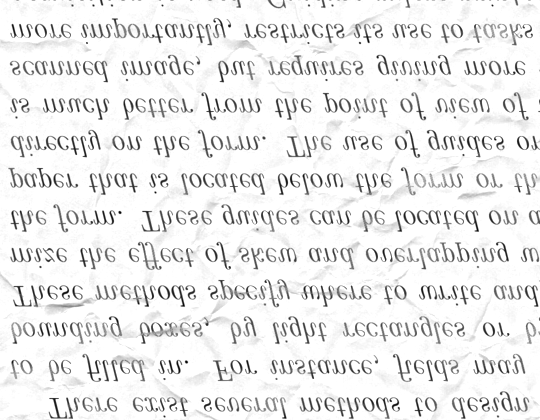 There exist several methods to design
to be filled in. For instance, fields may
bounding boxes, by light rectangles or by
These methods specify where to write and
mize the effect of skew and overlapping
the form. These guides can be located on a
paper that is located below the form or
directly on the form. The use of guides
is much better from the point of view of
scanned image, but requires giving more
more importantly, restricts its use to tasks